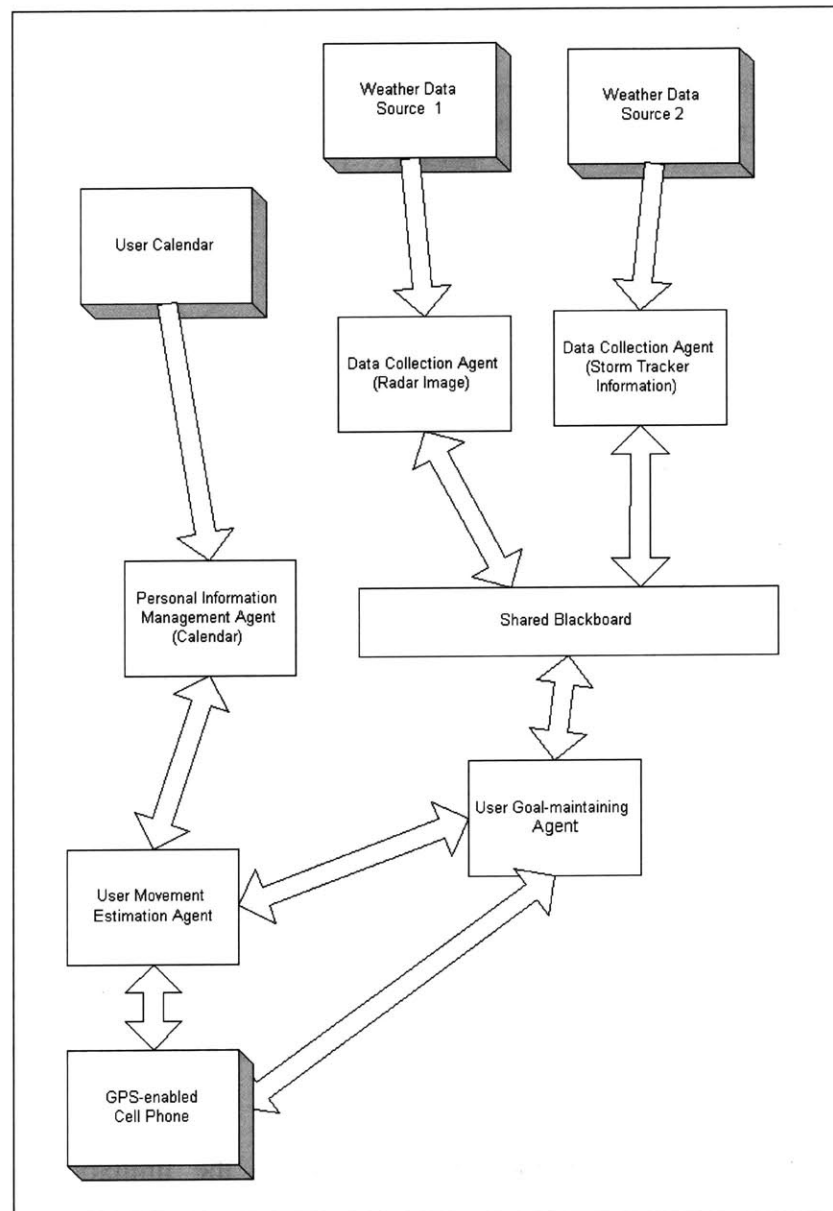 Weather Data
Source 1
Weather Data
Source 2
User Calendar
Data Collection Agent
(Radar Image)
Data Collection Agent
(Storm Tracker
Information)
Personal Information
Management Agent
(Calendar)
Shared Blackboard
User Goal-maintaining
Agent
User Movement
Estimation Agent
GPS-enabled
Cell Phone